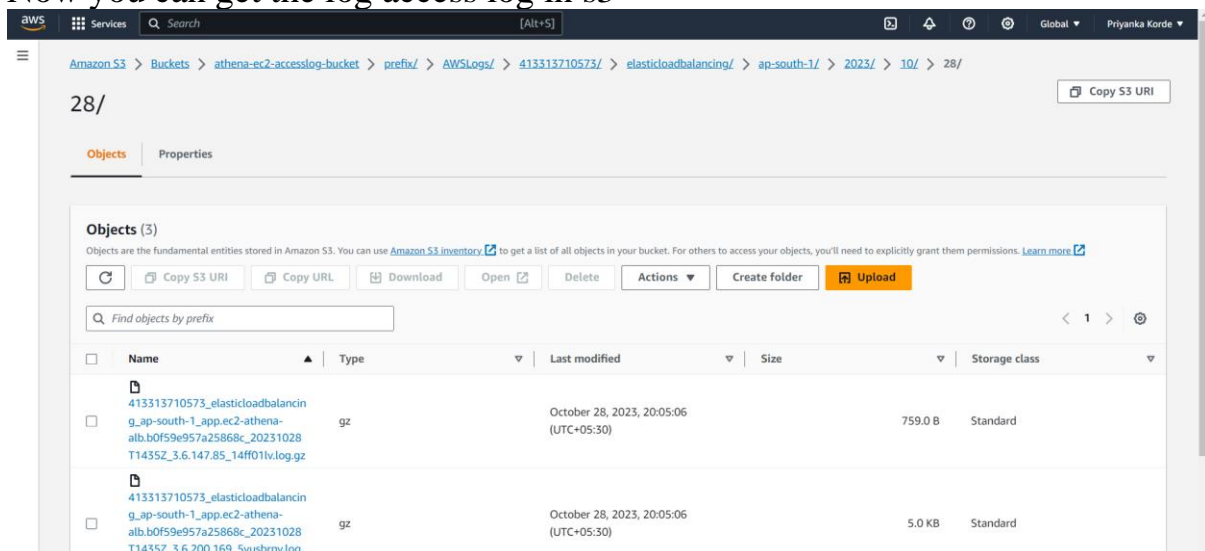 Now you can get the log access log in s3
aws Services Search [Alt+S] Global ▼ Priyanka Korde ▼
Amazon S3 > Buckets > athena-ec2-accesslog-bucket > prefix/ > AWSLogs/ > 413313710573/ > elasticloadbalancing/ > ap-south-1/ > 2023/ > 10/ > 28/
28/
Copy S3 URI
Objects Properties
Objects (3)
Objects are the fundamental entities stored in Amazon S3. You can use Amazon S3 inventory to get a list of all objects in your bucket. For others to access your objects, you'll need to explicitly grant them permissions. Learn more
Copy S3 URI Copy URL Download Open Delete Actions ▼ Create folder Upload
Find objects by prefix < 1 >
Name Type Last modified Size Storage class
413313710573_elasticloadbalancin
g_ap-south-1_app.ec2-athena-
alb.b0f59e957a25868c_20231028
T1435Z_3.6.147.85_14ff01lv.log.gz
gz
October 28, 2023, 20:05:06
(UTC+05:30)
759.0 B
Standard
413313710573_elasticloadbalancin
g_ap-south-1_app.ec2-athena-
alb.b0f59e957a25868c_20231028
T1435Z_3.6.200.169_5yusbrpv.log
gz
October 28, 2023, 20:05:06
(UTC+05:30)
5.0 KB
Standard